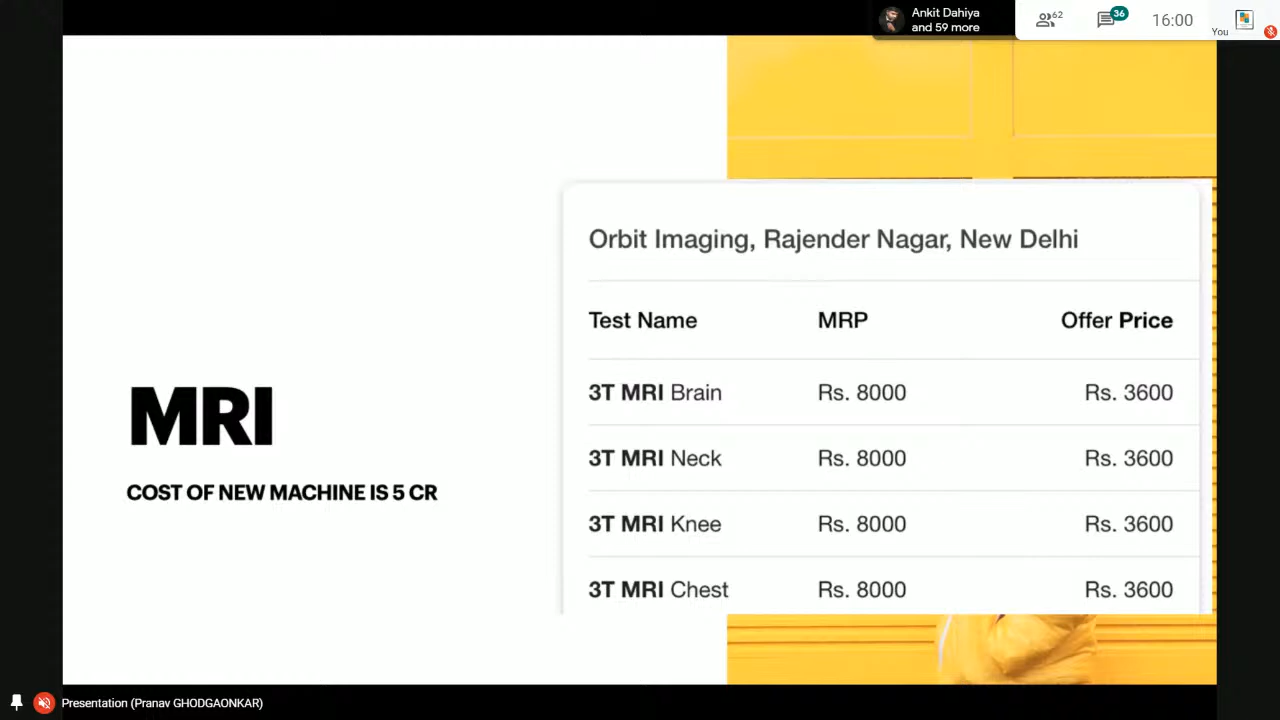 Ankit Dahiya
and 59 more
62
36
16:00
You
Orbit Imaging, Rajender Nagar, New Delhi
Test Name MRP Offer Price
3T MRI Brain Rs. 8000 Rs. 3600
3T MRI Neck Rs. 8000 Rs. 3600
3T MRI Knee Rs. 8000 Rs. 3600
3T MRI Chest Rs. 8000 Rs. 3600
MRI
COST OF NEW MACHINE IS 5 CR
Presentation (Pranav GHODGAONKAR)